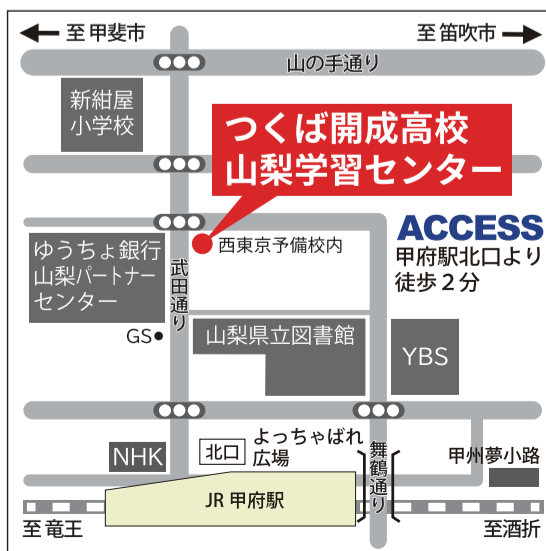 至 甲斐市
至 笛吹市
山の手通り
新紺屋
小学校
つくば開成高校
山梨学習センター
ACCESS
甲府駅北口より
徒歩2分
西東京予備校内
ゆうちょ銀行
山梨パートナー
センター
武田通り
GS
山梨県立図書館
YBS
NHK
北口
よっちゃばれ
広場
舞鶴通り
甲州夢小路
JR 甲府駅
至 竜王
至酒折